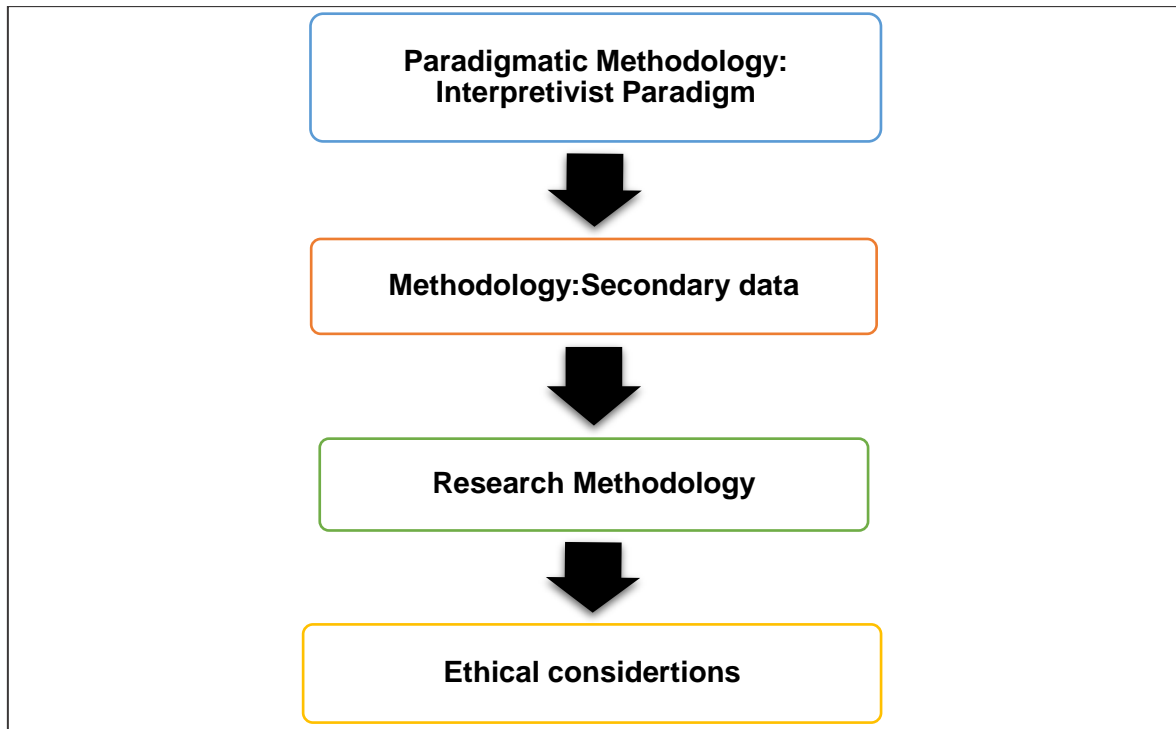 Paradigmatic Methodology:
Interpretivist Paradigm
Methodology:Secondary data
Research Methodology
Ethical considertions